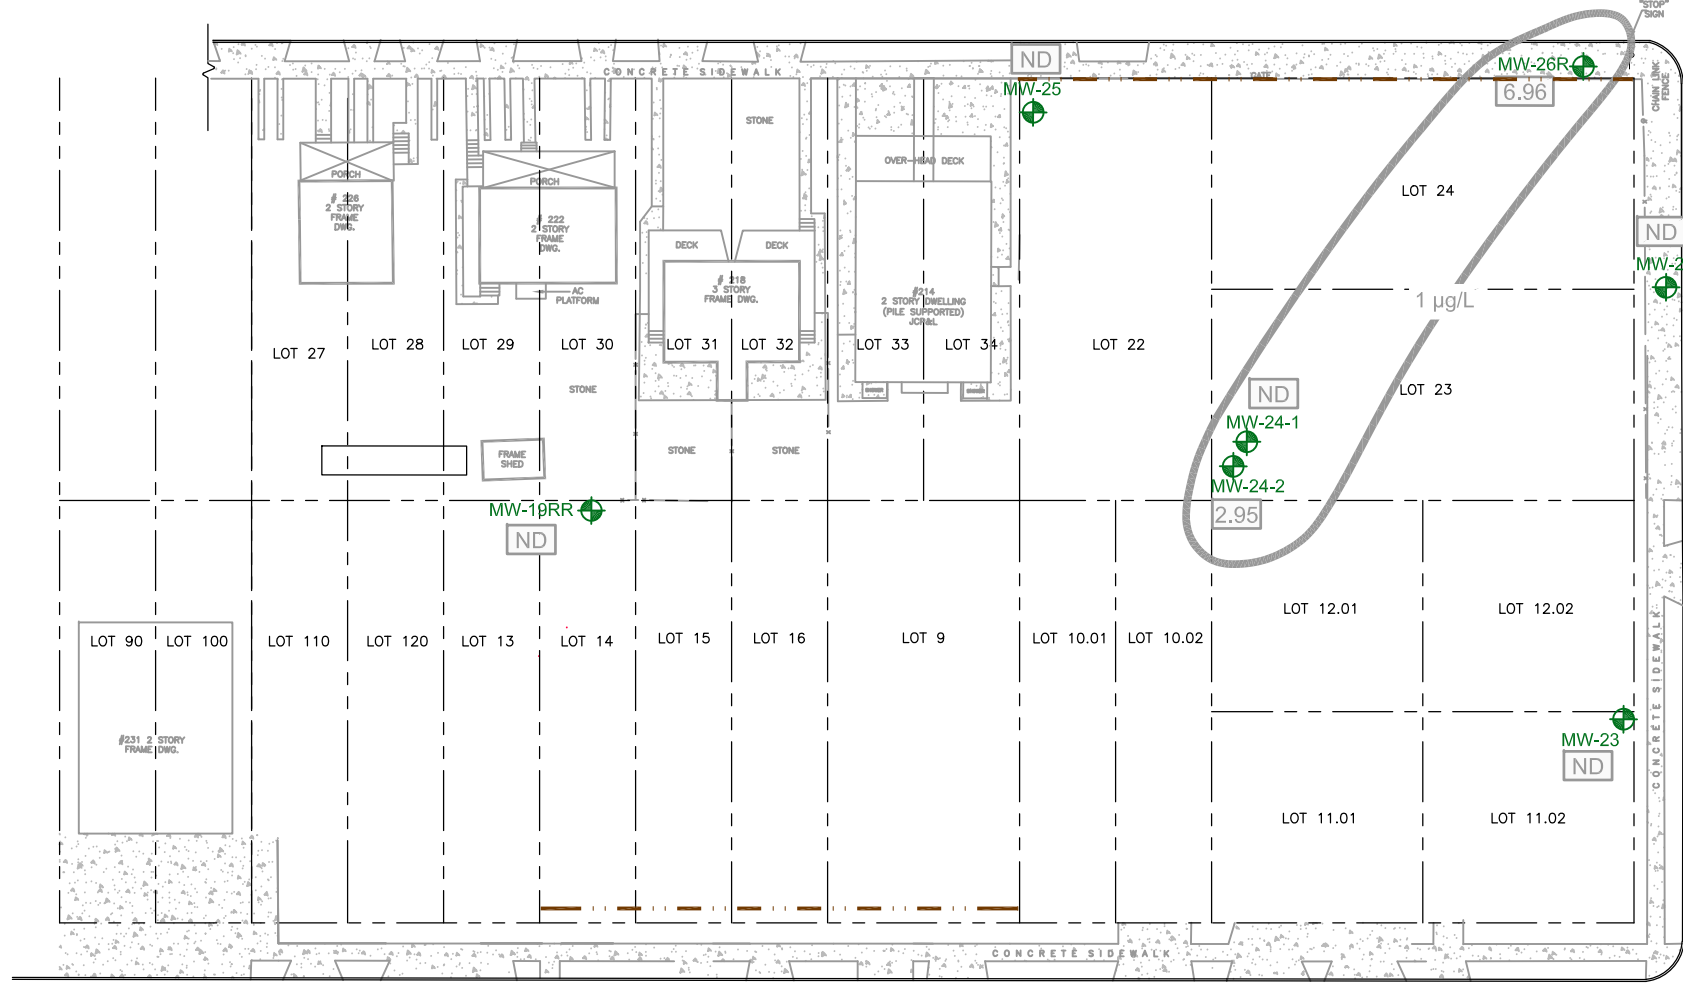 "STOP"
SIGN
CONCRETE SIDEWALK
ND
MW-25
GATE
MW-26R
6.96
CHAIN LINK
FENCE
STONE
OVER-HEAD DECK
PORCH
PORCH
# 226
2 STORY
FRAME
DWG.
# 222
2 STORY
FRAME
DWG.
LOT 24
ND
MW-2
DECK
DECK
# 218
3 STORY
FRAME DWG.
AC
PLATFORM
#214
2 STORY DWELLING
(PILE SUPPORTED)
JCP&L
1 µg/L
LOT 27
LOT 28
LOT 29
LOT 30
LOT 31
LOT 32
LOT 33
LOT 34
LOT 22
LOT 23
STONE
ND
MW-24-1
FRAME
SHED
STONE
STONE
MW-24-2
2.95
MW-19RR
ND
LOT 12.01
LOT 12.02
LOT 90
LOT 100
LOT 110
LOT 120
LOT 13
LOT 14
LOT 15
LOT 16
LOT 9
LOT 10.01
LOT 10.02
CONCRETE SIDEWALK
#231 2 STORY
FRAME DWG.
MW-23
ND
LOT 11.01
LOT 11.02
CONCRETE SIDEWALK